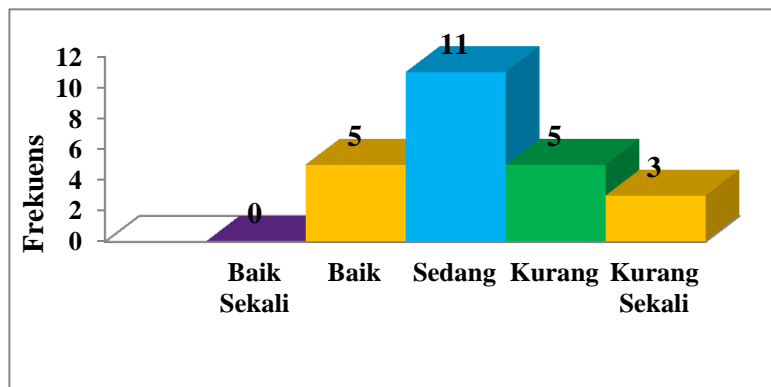 Frekuens
12
10
8
6
4
2
0
0
5
11
5
3
Baik Sekali
Baik
Sedang
Kurang
Kurang Sekali